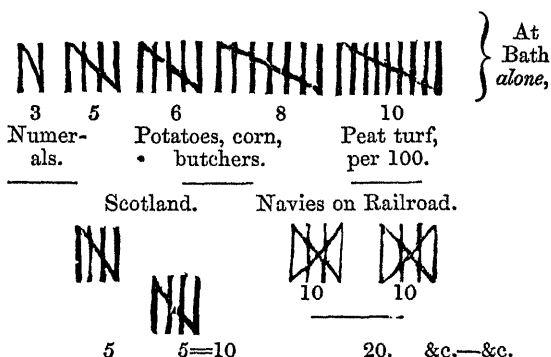 At
Bath
alone,
3 5 6 8 10
Numer- Potatoes, corn, Peat turf,
als. butchers. per 100.
Scotland. Navies on Railroad.
10 10
5 5=10 20. &c.—&c.